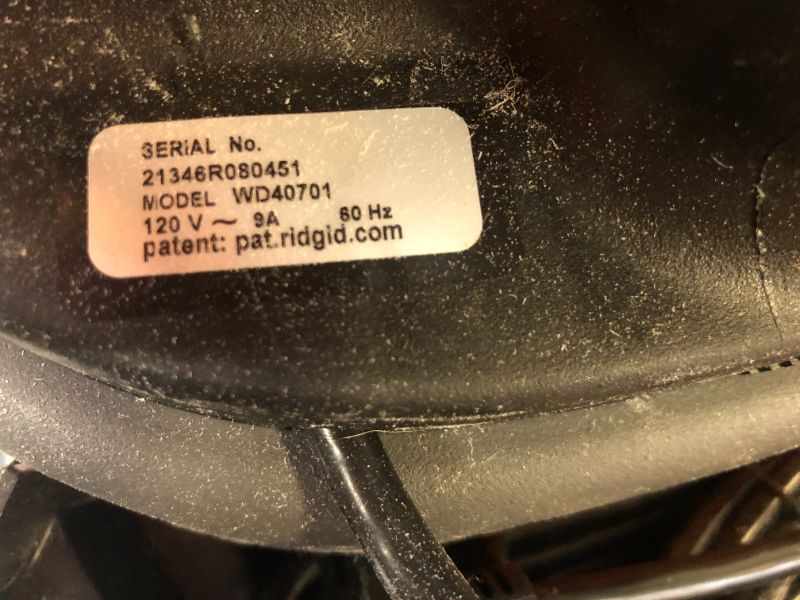 SERIAL No.
21346R080451
MODEL WD40701
120 V ~ 9A 60 Hz
patent: pat.ridgid.com